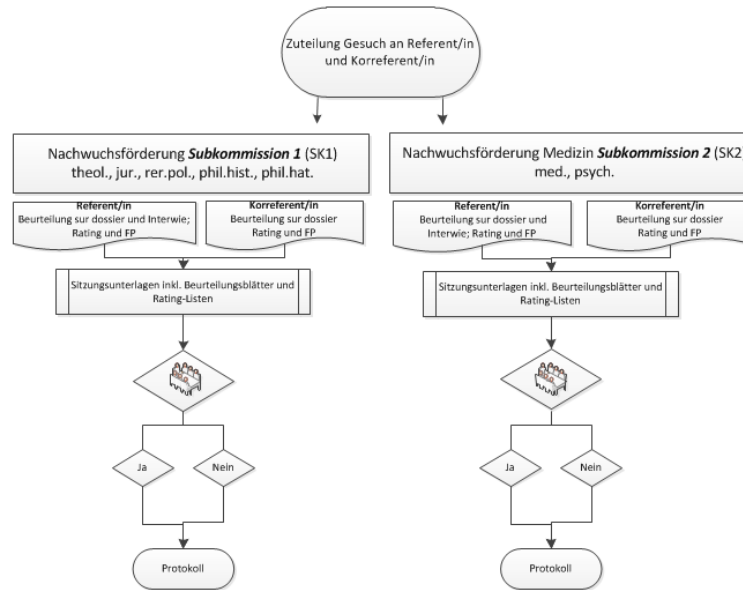 Zuteilung Gesuch an Referent/in
und Korreferent/in
Nachwuchsförderung Subkommission 1 (SK1)
theol., jur., rer.pol., phil.hist., phil.hat.
Referent/in
Beurteilung sur dossier und Interwie;
Rating und FP
Korreferent/in
Beurteilung sur dossier
Rating und FP
Sitzungsunterlagen inkl. Beurteilungsblätter und
Rating-Listen
Ja
Nein
Protokoll
Nachwuchsförderung Medizin Subkommission 2 (SK2)
med., psych.
Referent/in
Beurteilung sur dossier und
Interwie; Rating und FP
Korreferent/in
Beurteilung sur dossier
Rating und FP
Sitzungsunterlagen inkl. Beurteilungsblätter und
Rating-Listen
Ja
Nein
Protokoll